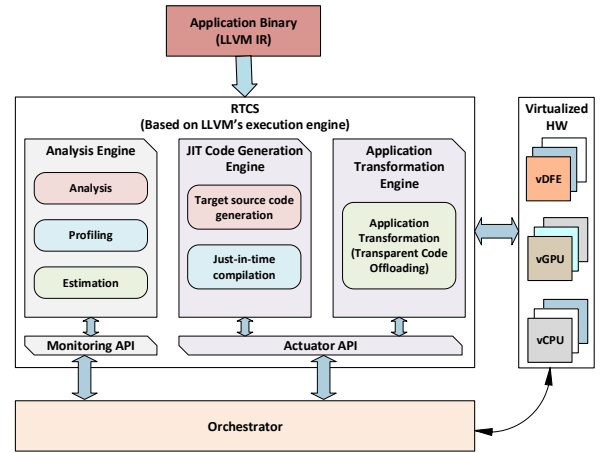 Application Binary
(LLVM IR)
RTCS
(Based on LLVM's execution engine)
Analysis Engine
Analysis
Profiling
Estimation
JIT Code Generation
Engine
Target source code
generation
Just-in-time
compilation
Application
Transformation
Engine
Application
Transformation
(Transparent Code
Offloading)
Monitoring API
Actuator API
Virtualized
HW
vDFE
vGPU
vCPU
Orchestrator